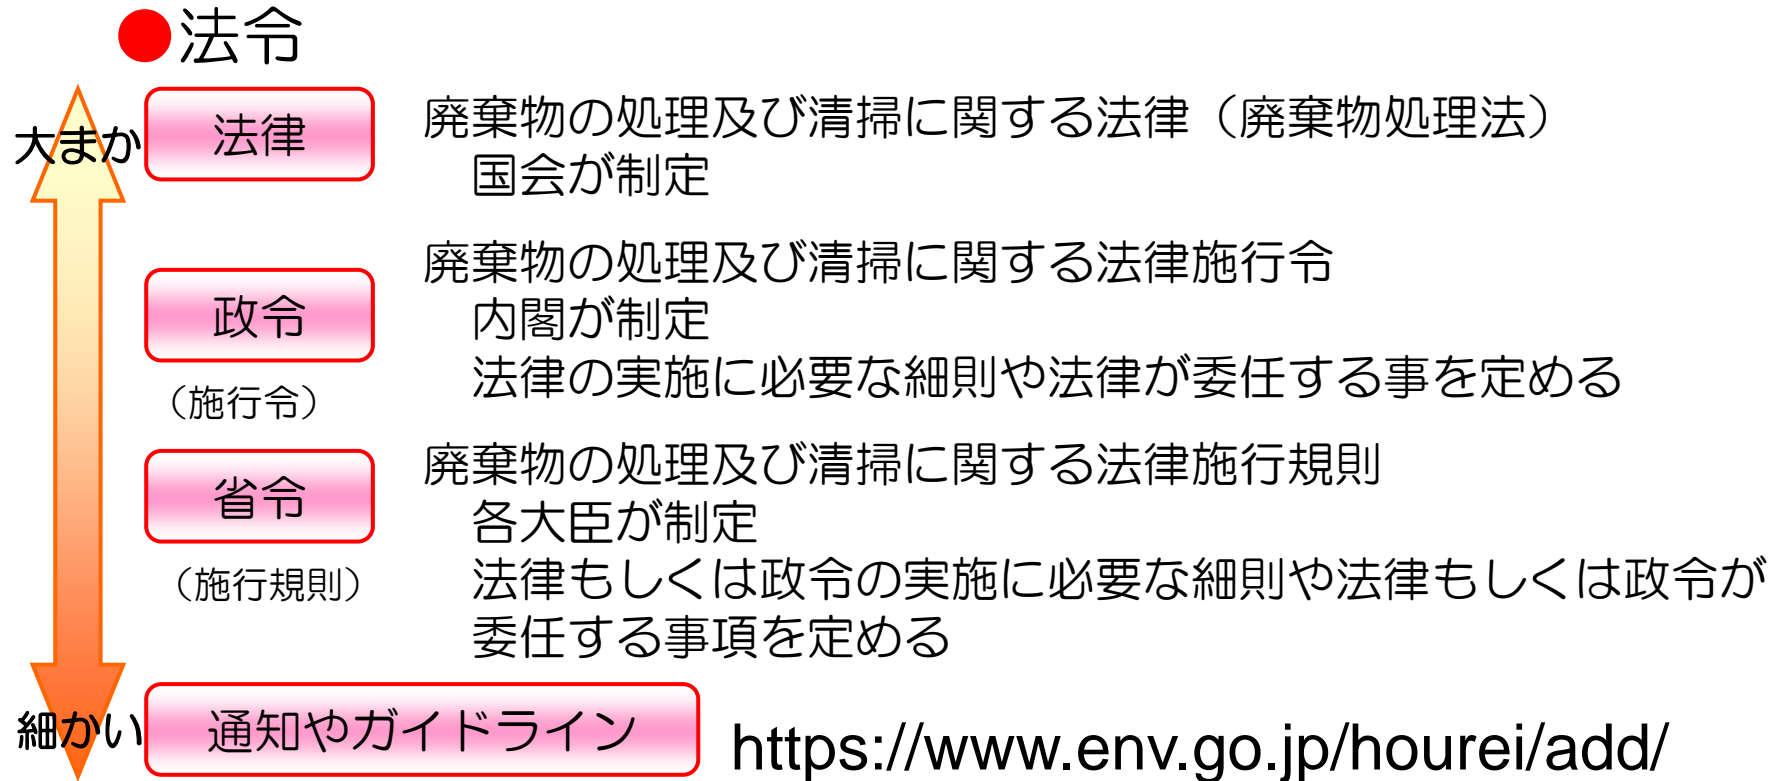 ●法令
大まか
法律
廃棄物の処理及び清掃に関する法律（廃棄物処理法）
国会が制定
政令
（施行令）
廃棄物の処理及び清掃に関する法律施行令
内閣が制定
法律の実施に必要な細則や法律が委任する事を定める
省令
（施行規則）
廃棄物の処理及び清掃に関する法律施行規則
各大臣が制定
法律もしくは政令の実施に必要な細則や法律もしくは政令が
委任する事項を定める
細かい
通知やガイドライン
https://www.env.go.jp/hourei/add/